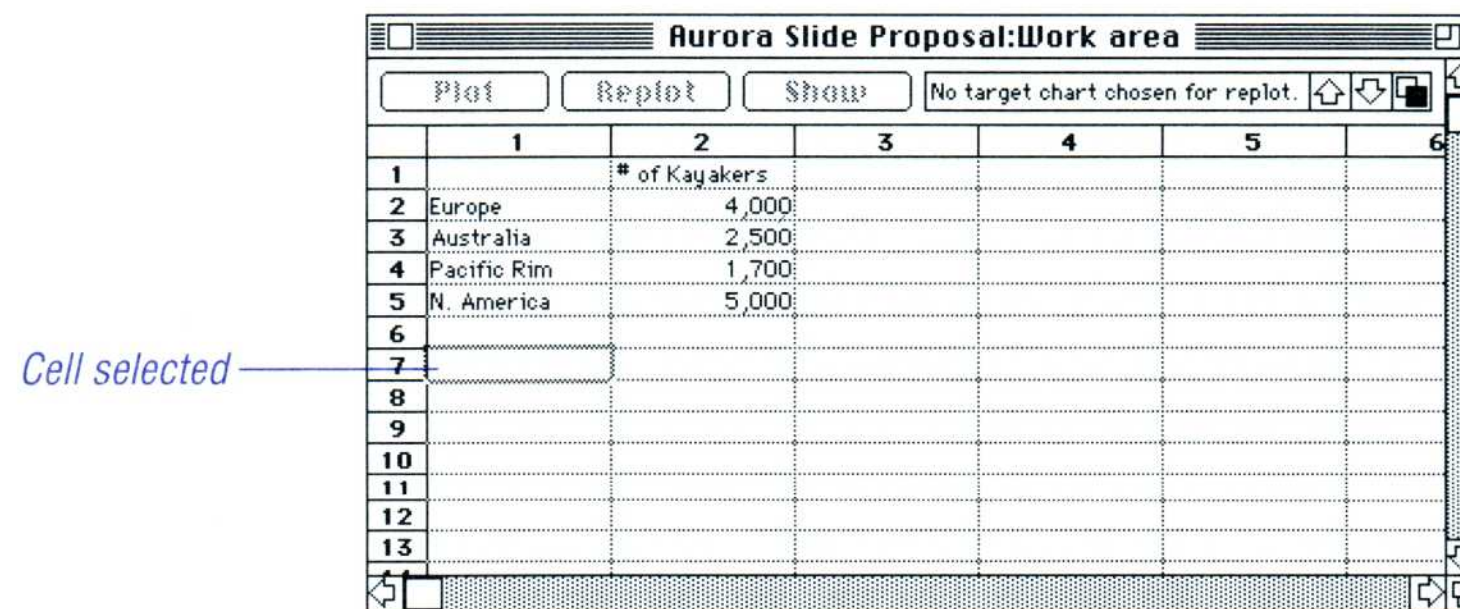 Aurora Slide Proposal:Work area
Plot Replot Show No target chart chosen for replot.
1 2 3 4 5 6
1 # of Kayakers
2 Europe 4,000
3 Australia 2,500
4 Pacific Rim 1,700
5 N. America 5,000
6
Cell selected 7
8
9
10
11
12
13